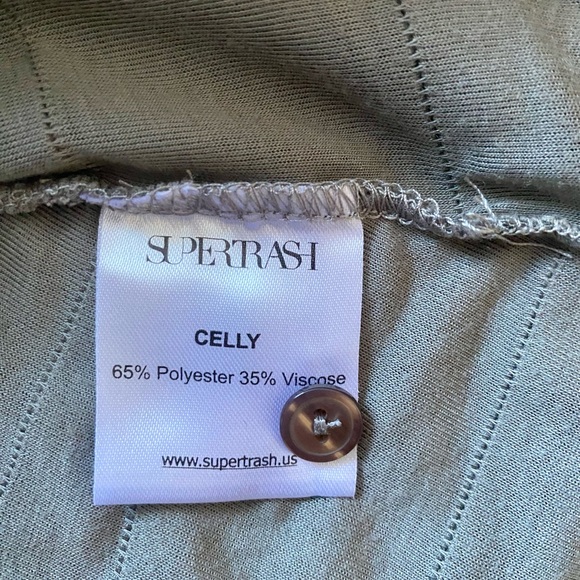 SUPERTRASH
CELLY
65% Polyester 35% Viscose
www.supertrash.us